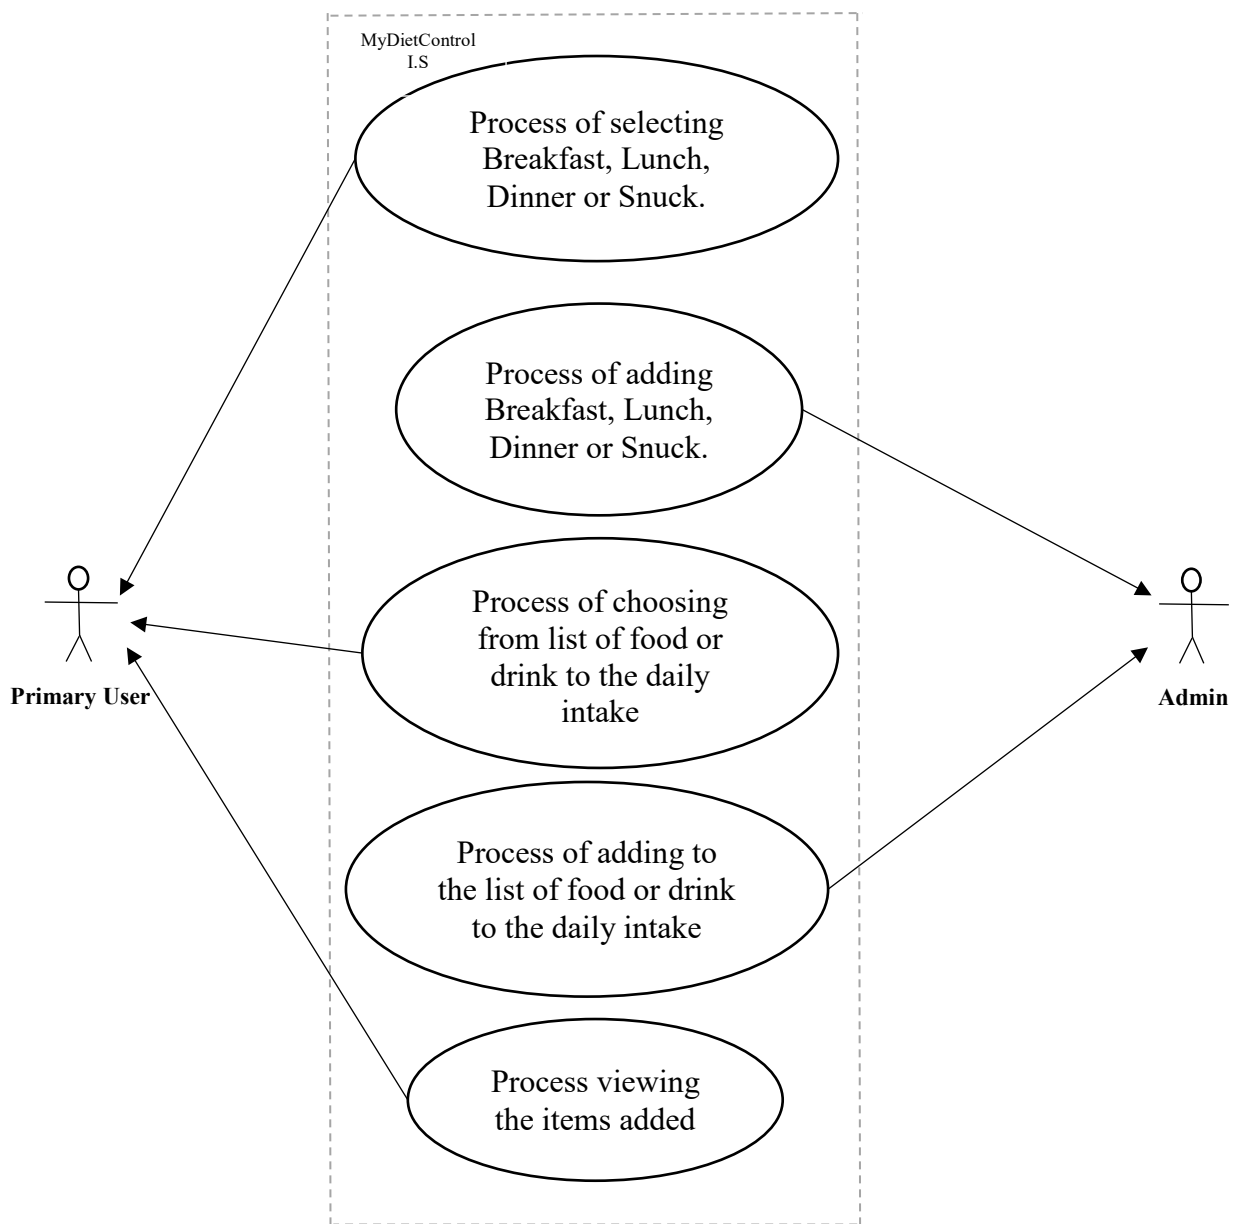 MyDietControl
I.S
Process of selecting
Breakfast, Lunch,
Dinner or Snuck.
Process of adding
Breakfast, Lunch,
Dinner or Snuck.
Process of choosing
from list of food or
drink to the daily
intake
Primary User
Admin
Process of adding to
the list of food or drink
to the daily intake
Process viewing
the items added